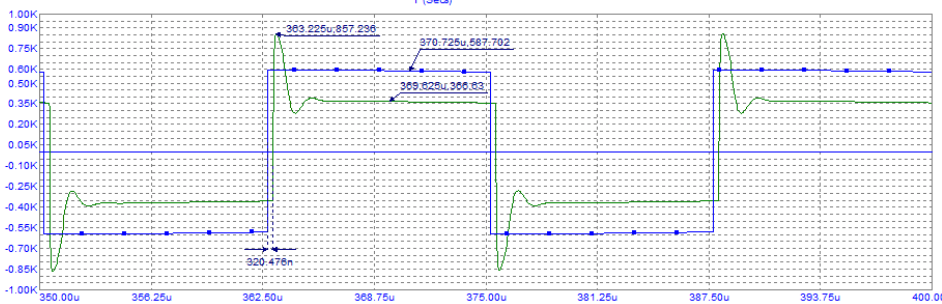 T (Secs)
1.00K
0.90K
363.225u,857.236
0.75K
370.725u,587.702
0.60K
0.50K
369.625u,366.63
0.35K
0.20K
0.05K
-0.10K
-0.25K
-0.40K
-0.55K
-0.70K
320.476n
-0.85K
-1.00K
350.00u 356.25u 362.50u 368.75u 375.00u 381.25u 387.50u 393.75u 400.00